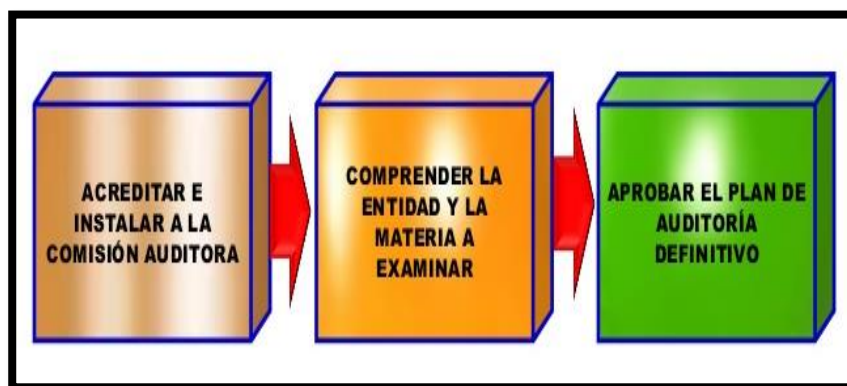 ACREDITAR E
INSTALAR A LA
COMISIÓN AUDITORA
COMPRENDER LA
ENTIDAD Y LA
MATERIA A
EXAMINAR
APROBAR EL PLAN DE
AUDITORÍA
DEFINITIVO